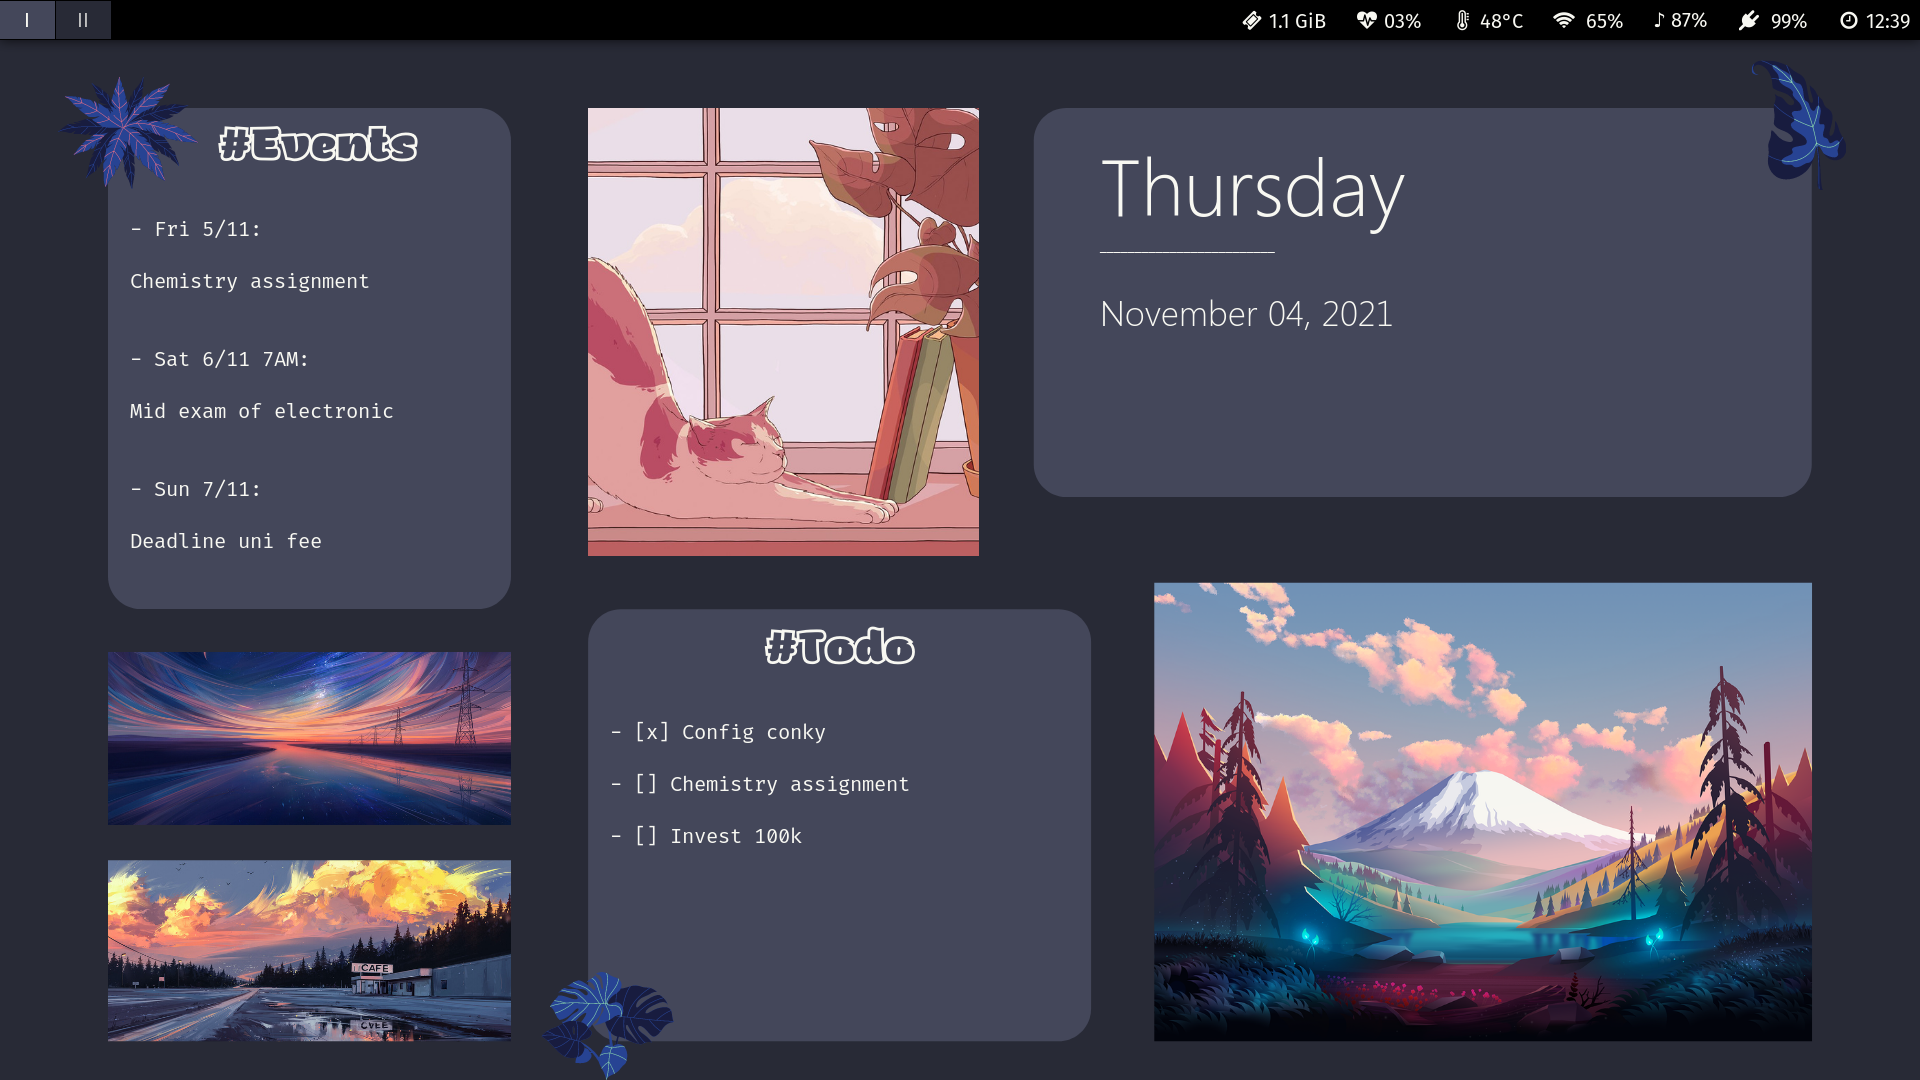 I II 1.1 GiB 03% 48°C 65% ♪ 87% 99% 12:39
#Events
- Fri 5/11:
Chemistry assignment
- Sat 6/11 7AM:
Mid exam of electronic
- Sun 7/11:
Deadline uni fee
Thursday
November 04, 2021
#Todo
- [x] Config conky
- [] Chemistry assignment
- [] Invest 100k
CAFE